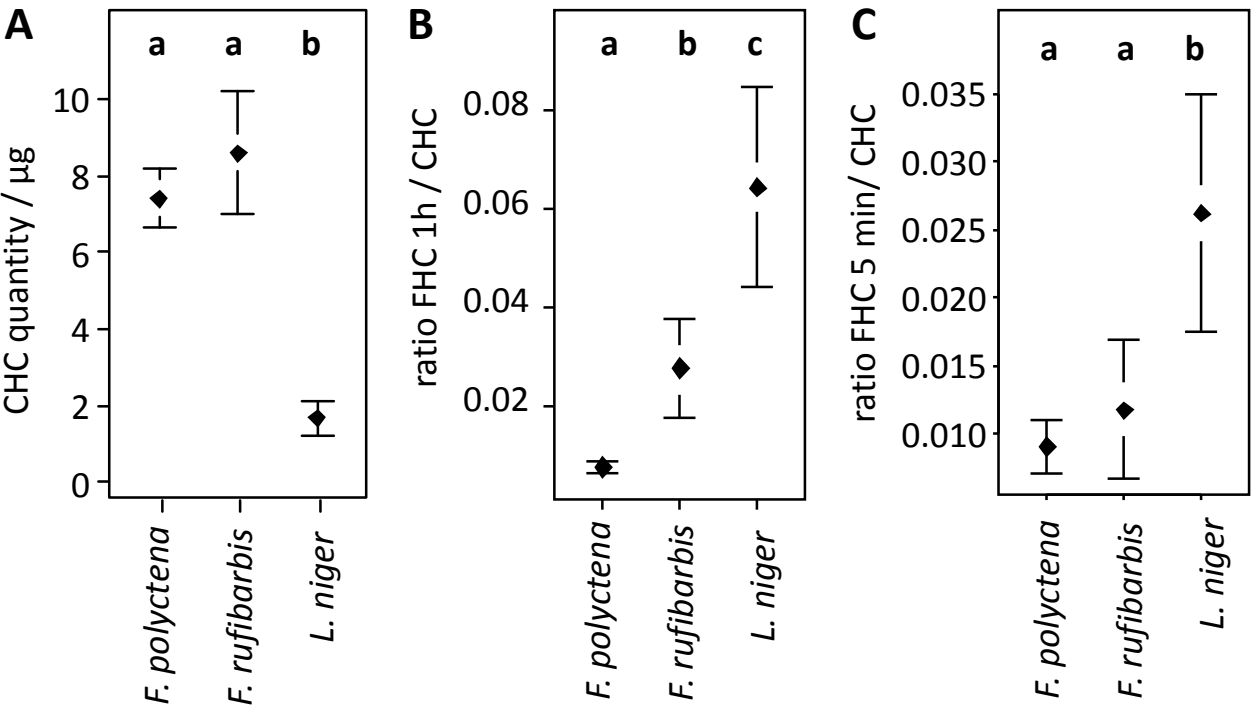 A
a a b
CHC quantity / µg
10
8
6
4
2
0
F. polyctena
F. rufibarbis
L. niger
B
a b c
ratio FHC 1h / CHC
0.08
0.06
0.04
0.02
F. polyctena
F. rufibarbis
L. niger
C
a a b
ratio FHC 5 min/ CHC
0.035
0.030
0.025
0.020
0.015
0.010
F. polyctena
F. rufibarbis
L. niger